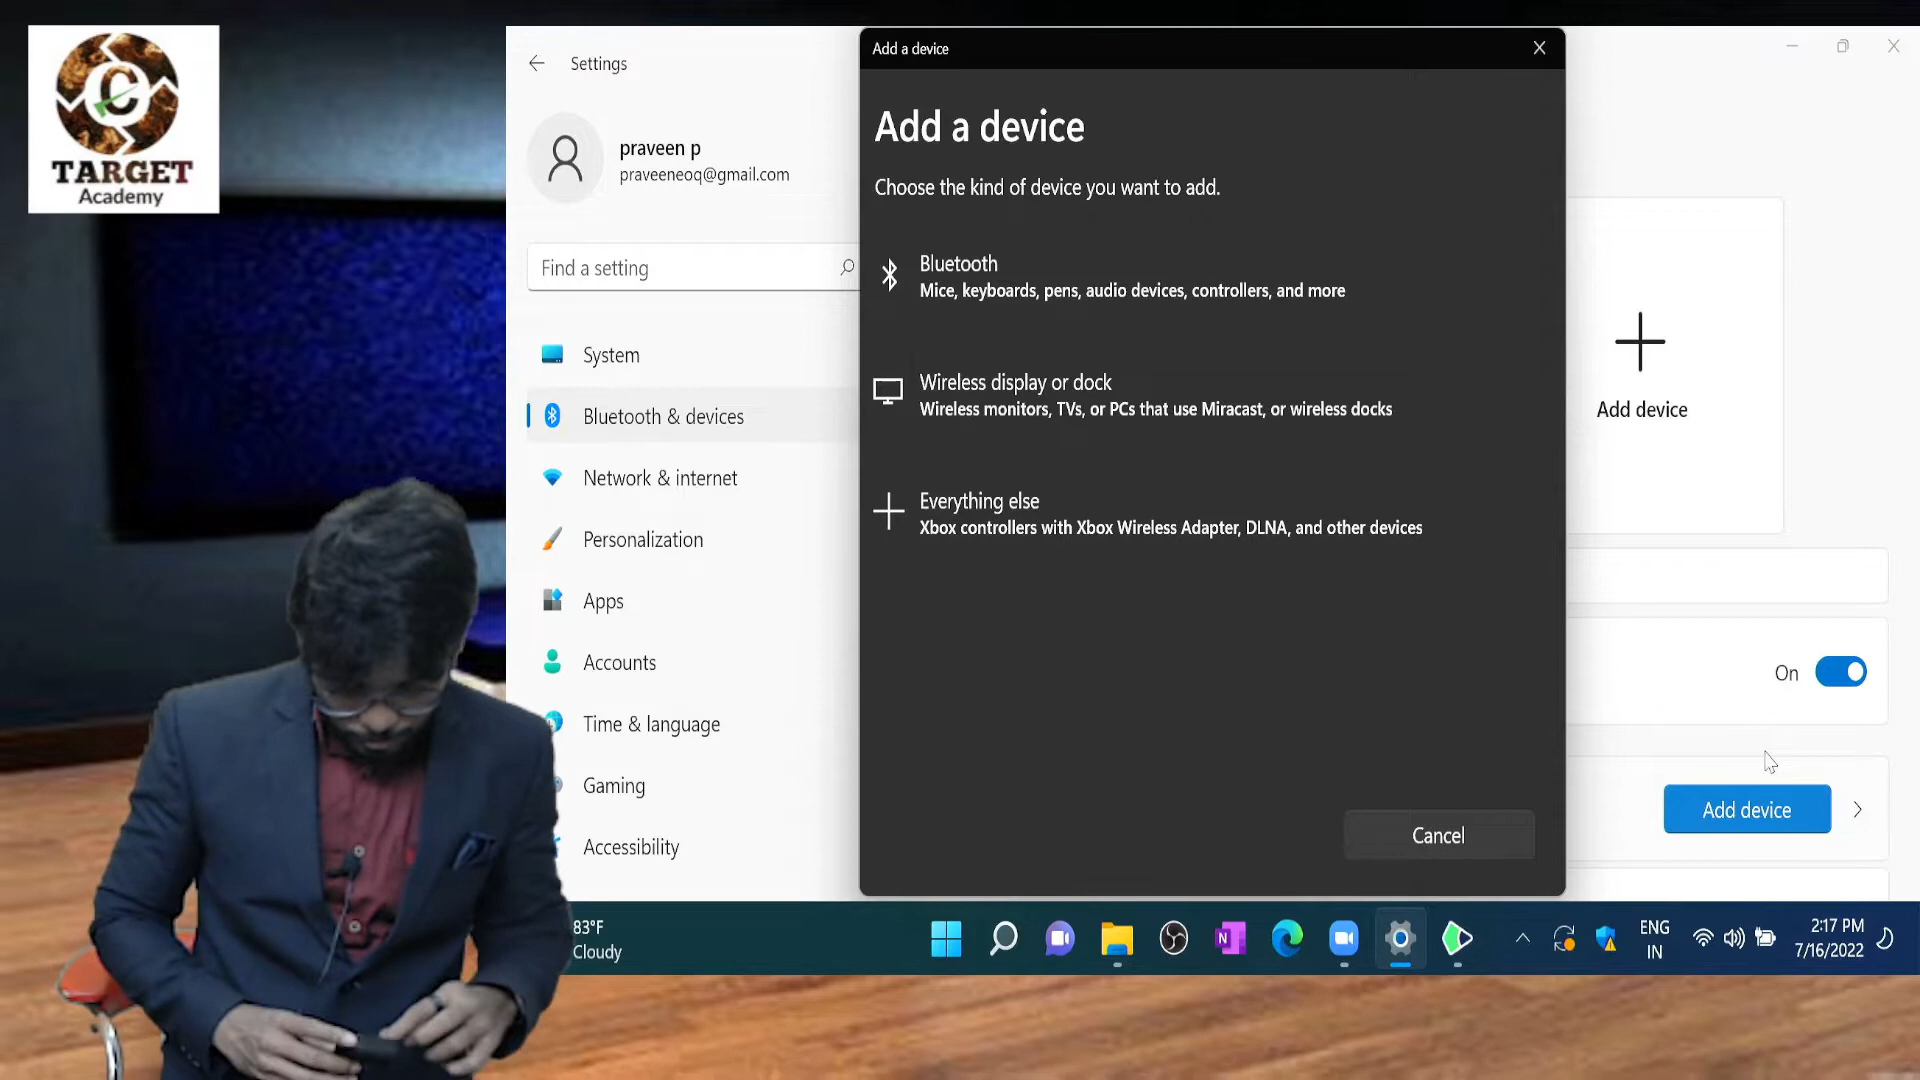 TARGET
Academy
Settings
praveen p
praveeneoq@gmail.com
Find a setting
System
Bluetooth & devices
Network & internet
Personalization
Apps
Accounts
Time & language
Gaming
Accessibility
Add a device
Add a device
Choose the kind of device you want to add.
Bluetooth
Mice, keyboards, pens, audio devices, controllers, and more
Wireless display or dock
Wireless monitors, TVs, or PCs that use Miracast, or wireless docks
Everything else
Xbox controllers with Xbox Wireless Adapter, DLNA, and other devices
Cancel
Add device
On
Add device
83°F
Cloudy
ENG
IN
2:17 PM
7/16/2022